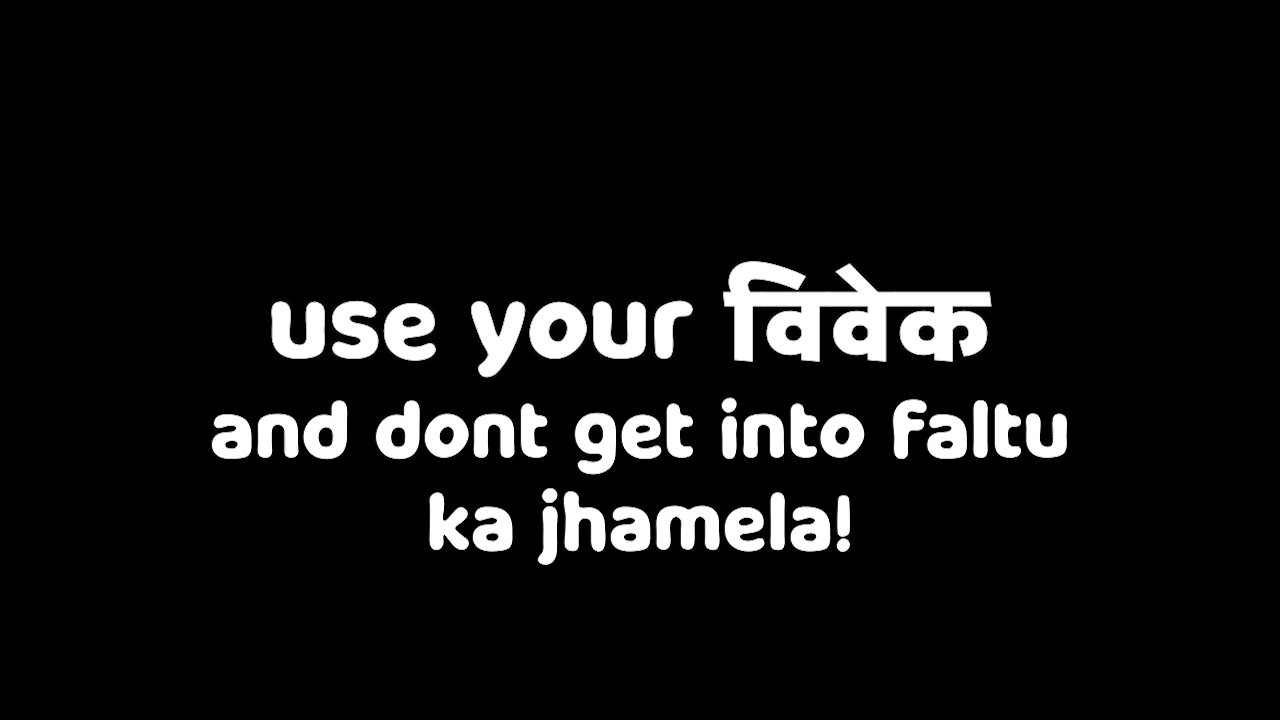 use your विवेक
and dont get into faltu
ka jhamela!